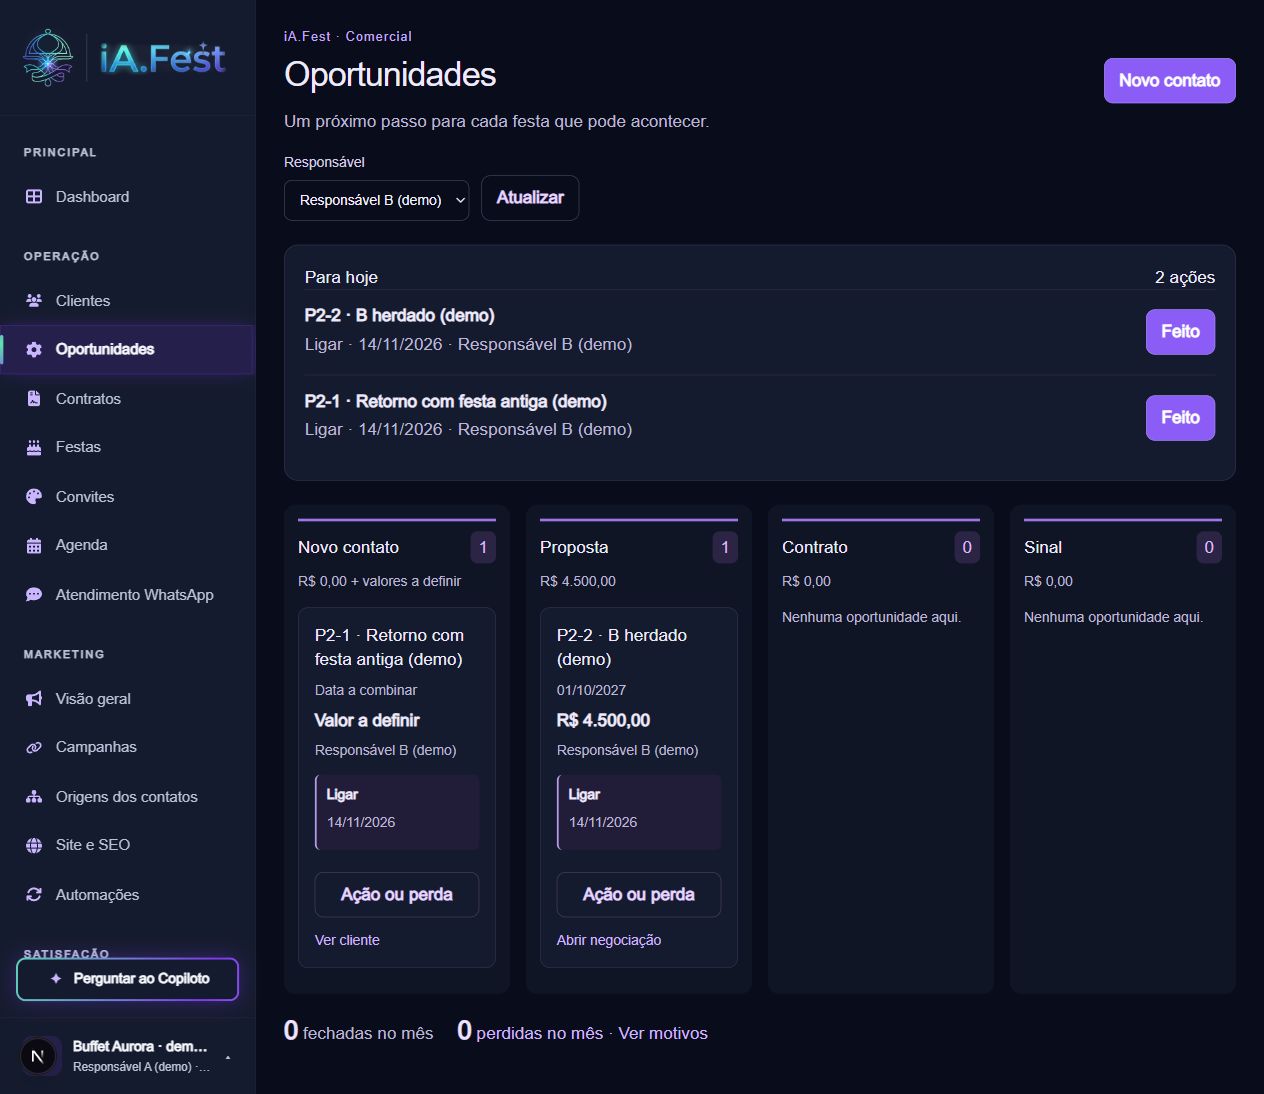 iA.Fest
PRINCIPAL
Dashboard
OPERAÇÃO
Clientes
Oportunidades
Contratos
Festas
Convites
Agenda
Atendimento WhatsApp
MARKETING
Visão geral
Campanhas
Origens dos contatos
Site e SEO
Automações
SATISFAÇÃO
Perguntar ao Copiloto
N
Buffet Aurora · dem...
Responsável A (demo) ·...
iA.Fest · Comercial
Oportunidades
Novo contato
Um próximo passo para cada festa que pode acontecer.
Responsável
Responsável B (demo)
Atualizar
Para hoje
2 ações
P2-2 · B herdado (demo)
Ligar · 14/11/2026 · Responsável B (demo)
Feito
P2-1 · Retorno com festa antiga (demo)
Ligar · 14/11/2026 · Responsável B (demo)
Feito
Novo contato 1
R$ 0,00 + valores a definir
P2-1 · Retorno com
festa antiga (demo)
Data a combinar
Valor a definir
Responsável B (demo)
Ligar
14/11/2026
Ação ou perda
Ver cliente
Proposta 1
R$ 4.500,00
P2-2 · B herdado
(demo)
01/10/2027
R$ 4.500,00
Responsável B (demo)
Ligar
14/11/2026
Ação ou perda
Abrir negociação
Contrato 0
R$ 0,00
Nenhuma oportunidade aqui.
Sinal 0
R$ 0,00
Nenhuma oportunidade aqui.
0 fechadas no mês 0 perdidas no mês · Ver motivos